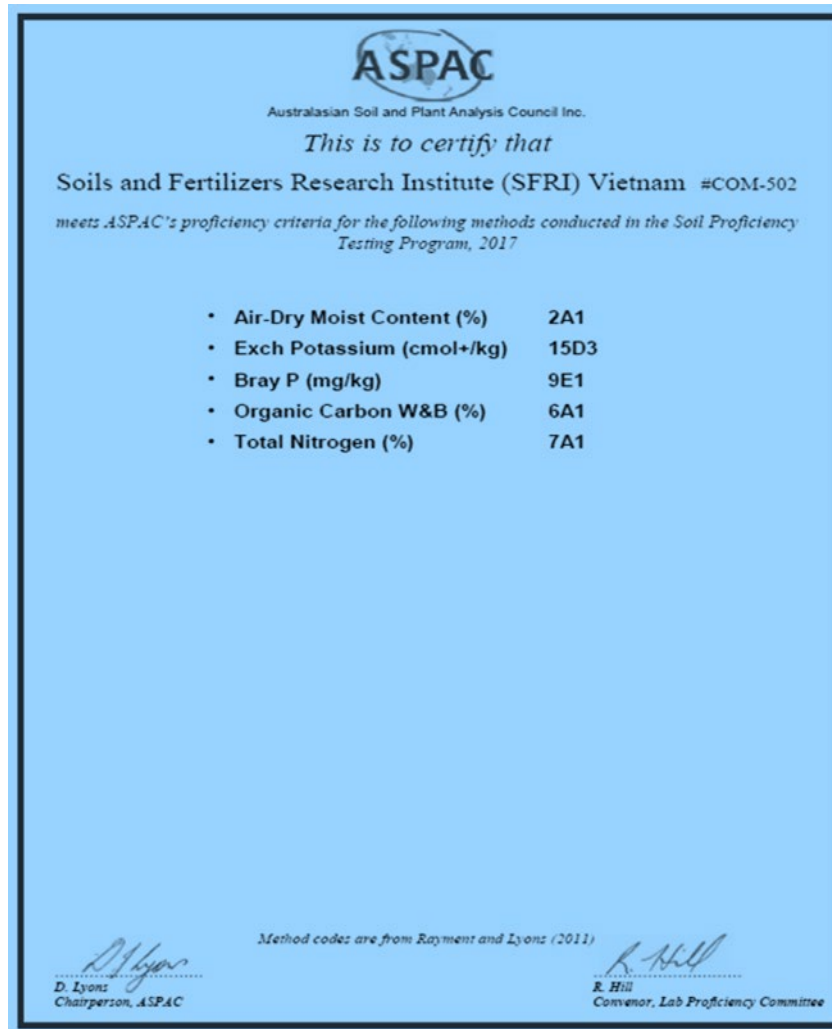 ASPAC
Australasian Soil and Plant Analysis Council Inc.
This is to certify that
Soils and Fertilizers Research Institute (SFRI) Vietnam #COM-502
meets ASPAC's proficiency criteria for the following methods conducted in the Soil Proficiency
Testing Program, 2017
• Air-Dry Moist Content (%) 2A1
• Exch Potassium (cmol+/kg) 15D3
• Bray P (mg/kg) 9E1
• Organic Carbon W&B (%) 6A1
• Total Nitrogen (%) 7A1
Method codes are from Rayment and Lyons (2011)
D Lyons
R. Hill
D. Lyons
Chairperson, ASPAC
R. Hill
Convenor, Lab Proficiency Committee